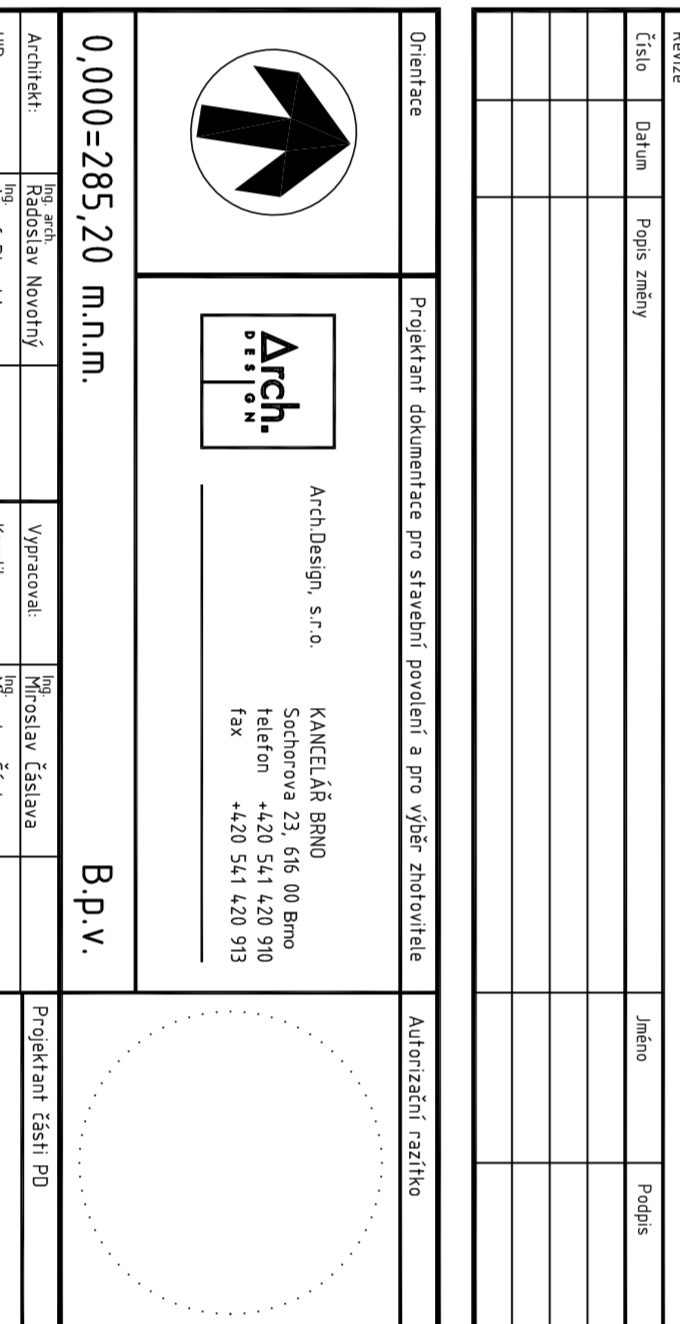 Revize
Číslo Datum Popis změny Jméno Podpis
Orientace
Projektant dokumentace pro stavební povolení a pro výběr zhotovitele
Autorizační razítko
Arch.
DESIGN
Arch.Design, s.r.o.
KANCELÁŘ BRNO
Sochorova 23, 616 00 Brno
telefon +420 541 420 910
fax +420 541 420 913
0,000=285,20 m.n.m. B.p.v.
Architekt:
Ing. arch.
Radoslav Novotný
Vypracoval:
Ing.
Miroslav Čáslava
Projektant části PD
Ing.
Ing.